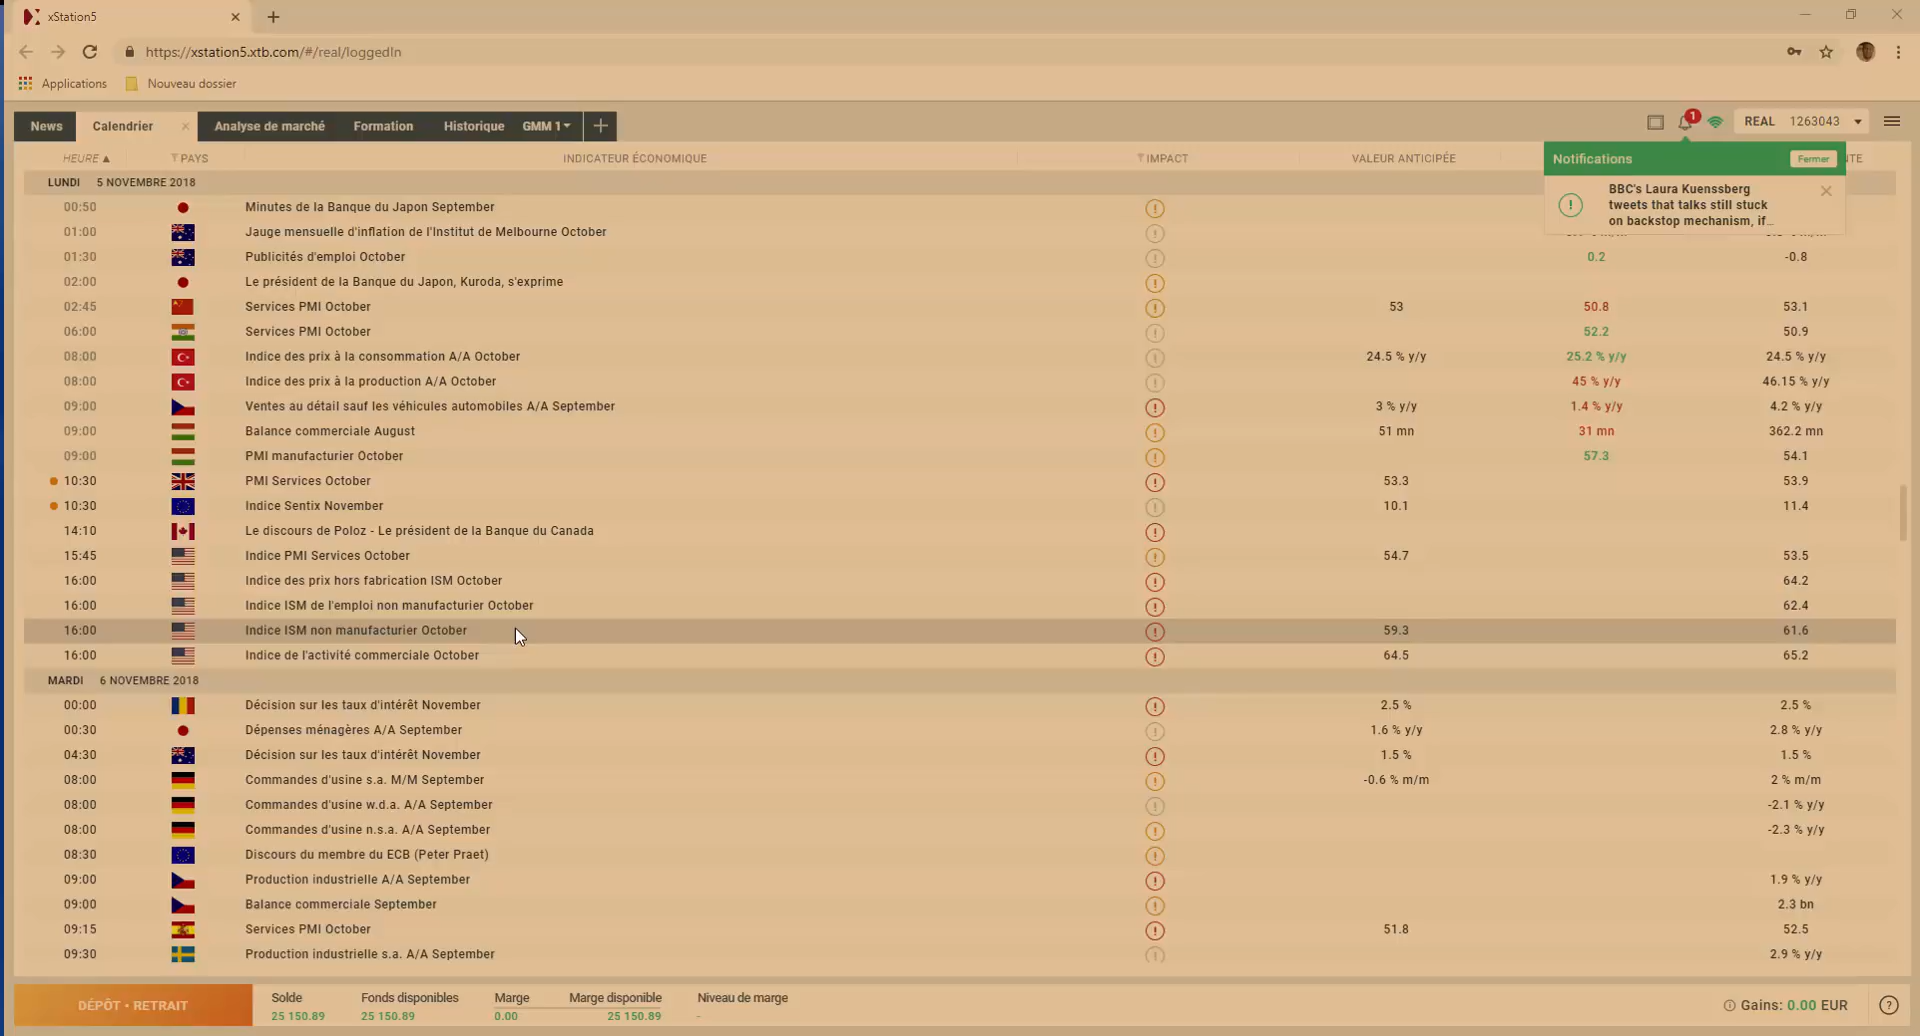 xStation5
https://xstation5.xtb.com/#/real/loggedIn
Applications Nouveau dossier
News Calendrier Analyse de marché Formation Historique GMM 1
1 REAL 1263043
HEURE PAYS INDICATEUR ÉCONOMIQUE IMPACT VALEUR ANTICIPÉE NTE
Notifications Fermer
BBC's Laura Kuenssberg
tweets that talks still stuck
on backstop mechanism, if...
LUNDI 5 NOVEMBRE 2018
00:50 Minutes de la Banque du Japon September
01:00 Jauge mensuelle d'inflation de l'Institut de Melbourne October
01:30 Publicités d'emploi October 0.2 -0.8
02:00 Le président de la Banque du Japon, Kuroda, s'exprime
02:45 Services PMI October 53 50.8 53.1
06:00 Services PMI October 52.2 50.9
08:00 Indice des prix à la consommation A/A October 24.5 % y/y 25.2 % y/y 24.5 % y/y
08:00 Indice des prix à la production A/A October 45 % y/y 46.15 % y/y
09:00 Ventes au détail sauf les véhicules automobiles A/A September 3 % y/y 1.4 % y/y 4.2 % y/y
09:00 Balance commerciale August 51 mn 31 mn 362.2 mn
09:00 PMI manufacturier October 57.3 54.1
10:30 PMI Services October 53.3 53.9
10:30 Indice Sentix November 10.1 11.4
14:10 Le discours de Poloz - Le président de la Banque du Canada
15:45 Indice PMI Services October 54.7 53.5
16:00 Indice des prix hors fabrication ISM October 64.2
16:00 Indice ISM de l'emploi non manufacturier October 62.4
16:00 Indice ISM non manufacturier October 59.3 61.6
16:00 Indice de l'activité commerciale October 64.5 65.2
MARDI 6 NOVEMBRE 2018
00:00 Décision sur les taux d'intérêt November 2.5 % 2.5 %
00:30 Dépenses ménagères A/A September 1.6 % y/y 2.8 % y/y
04:30 Décision sur les taux d'intérêt November 1.5 % 1.5 %
08:00 Commandes d'usine s.a. M/M September -0.6 % m/m 2 % m/m
08:00 Commandes d'usine w.d.a. A/A September -2.1 % y/y
08:00 Commandes d'usine n.s.a. A/A September -2.3 % y/y
08:30 Discours du membre du ECB (Peter Praet)
09:00 Production industrielle A/A September 1.9 % y/y
09:00 Balance commerciale September 2.3 bn
09:15 Services PMI October 51.8 52.5
09:30 Production industrielle s.a. A/A September 2.9 % y/y
DÉPÔT • RETRAIT Solde Fonds disponibles Marge Marge disponible Niveau de marge
25 150.89 25 150.89 0.00 25 150.89 - Gains: 0.00 EUR